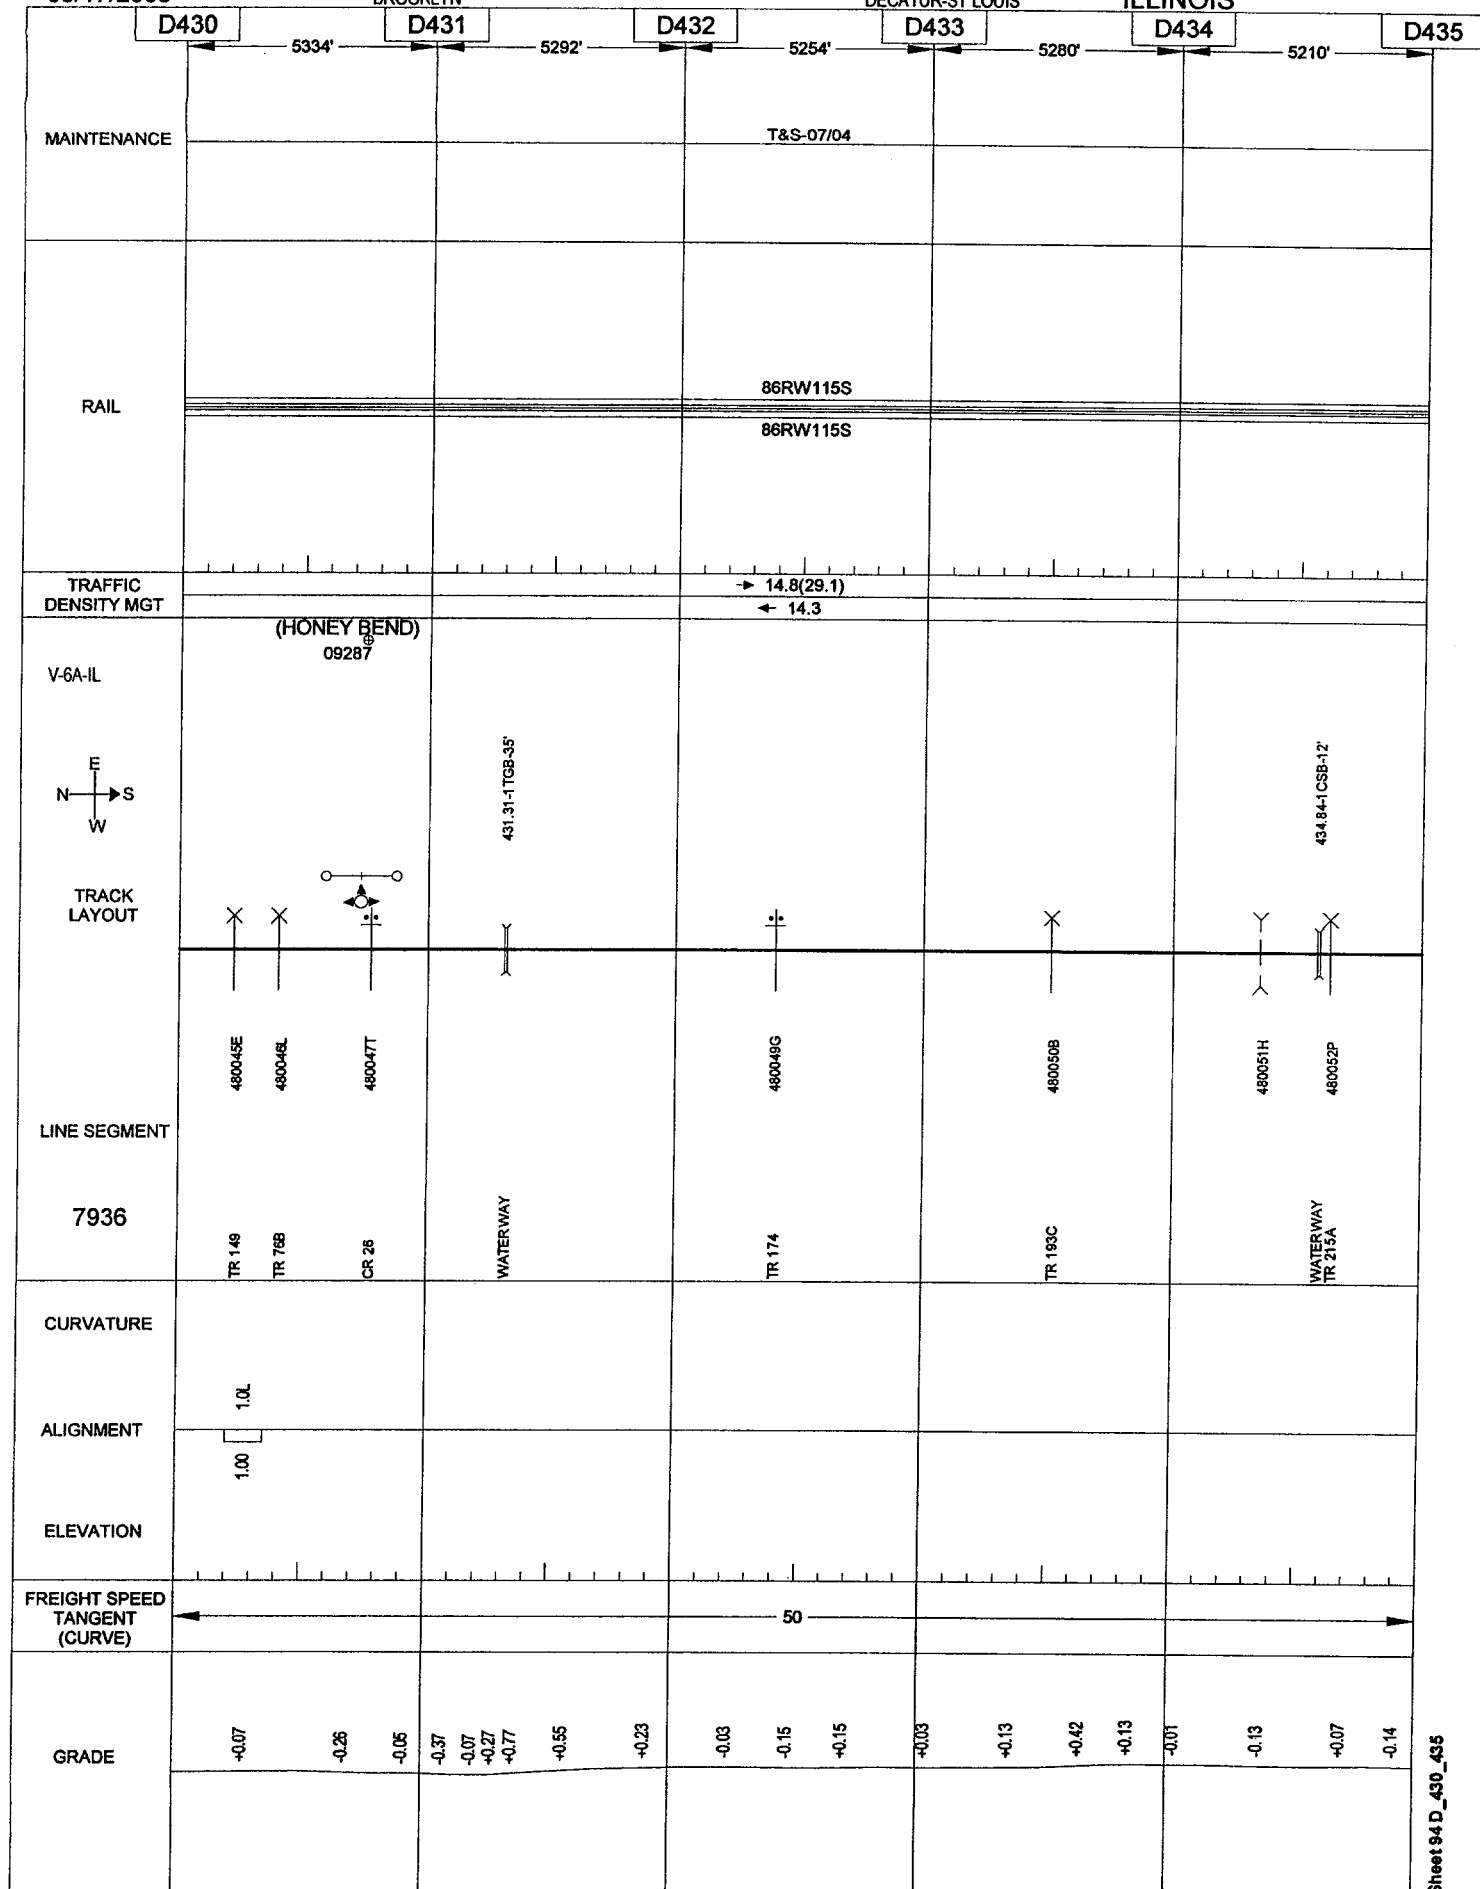 BROOKLYN
DECATUR-ST LOUIS
ILLINOIS
D430
D431
D432
D433
D434
D435
5334'
5292'
5254'
5280'
5210'
MAINTENANCE
T&S-07/04
RAIL
86RW115S
86RW115S
TRAFFIC
DENSITY MGT
14.8(29.1)
14.3
(HONEY BEND)
09287
V-6A-IL
E
N
S
W
431.31-1TGB-35'
434.84-1CSB-12'
TRACK
LAYOUT
480045E
480046L
480047T
480049G
480050B
480051H
480052P
LINE SEGMENT
7936
TR 149
TR 76B
CR 26
WATERWAY
TR 174
TR 193C
WATERWAY
TR 215A
CURVATURE
1.0L
ALIGNMENT
1.00
ELEVATION
FREIGHT SPEED
TANGENT
(CURVE)
50
GRADE
+0.07
-0.26
-0.05
-0.37
-0.07
+0.27
+0.77
+0.55
+0.23
-0.03
-0.15
+0.15
+0.03
+0.13
+0.42
+0.13
-0.01
-0.13
+0.07
-0.14
Sheet 94 D_430_435